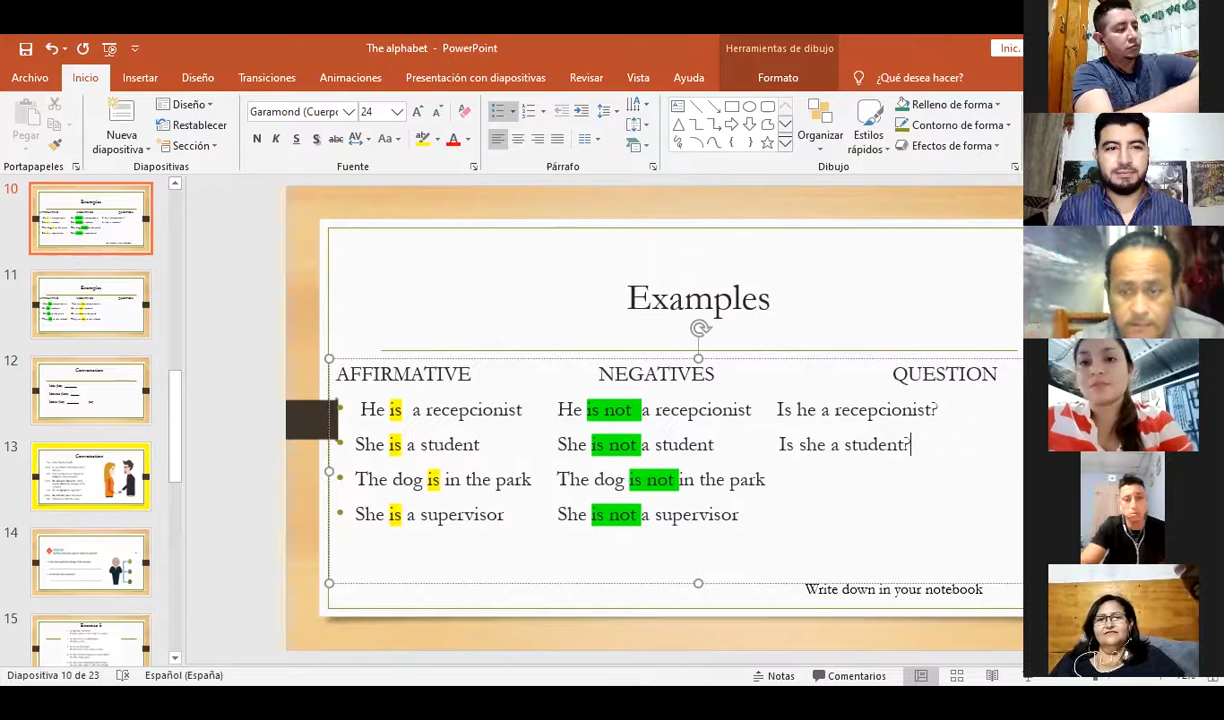 The alphabet - PowerPoint
Herramientas de dibujo
Inic.
Archivo Inicio Insertar Diseño Transiciones Animaciones Presentación con diapositivas Revisar Vista Ayuda Formato ¿Qué desea hacer?
Pegar
Nueva diapositiva
Diseño
Restablecer
Sección
Garamond (Cuerpo 24
N K S abc AV Aa A
Organizar
Estilos rápidos
Relleno de forma
Contorno de forma
Efectos de forma
Portapapeles Diapositivas Fuente Párrafo Dibujo
10
11
12
13
14
15
Examples
AFFIRMATIVE NEGATIVES QUESTION
He is a recepcionist He is not a recepcionist Is he a recepcionist?
She is a student She is not a student Is she a student?
The dog is in the park The dog is not in the park
She is a supervisor She is not a supervisor
Write down in your notebook
Diapositiva 10 de 23 Español (España) Notas Comentarios